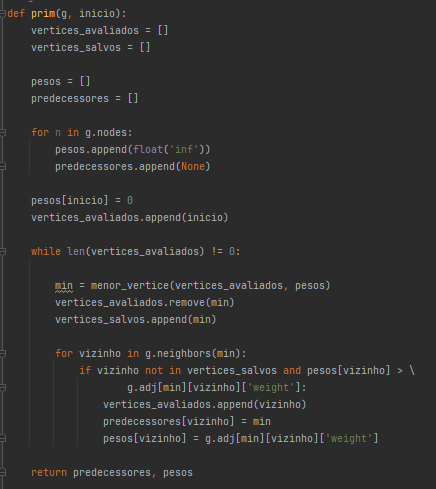 def prim(g, inicio):
    vertices_avaliados = []
    vertices_salvos = []

    pesos = []
    predecessores = []

    for n in g.nodes:
        pesos.append(float('inf'))
        predecessores.append(None)

    pesos[inicio] = 0
    vertices_avaliados.append(inicio)

    while len(vertices_avaliados) != 0:

        min = menor_vertice(vertices_avaliados, pesos)
        vertices_avaliados.remove(min)
        vertices_salvos.append(min)

        for vizinho in g.neighbors(min):
            if vizinho not in vertices_salvos and pesos[vizinho] > \
                    g.adj[min][vizinho]['weight']:
                vertices_avaliados.append(vizinho)
                predecessores[vizinho] = min
                pesos[vizinho] = g.adj[min][vizinho]['weight']

    return predecessores, pesos